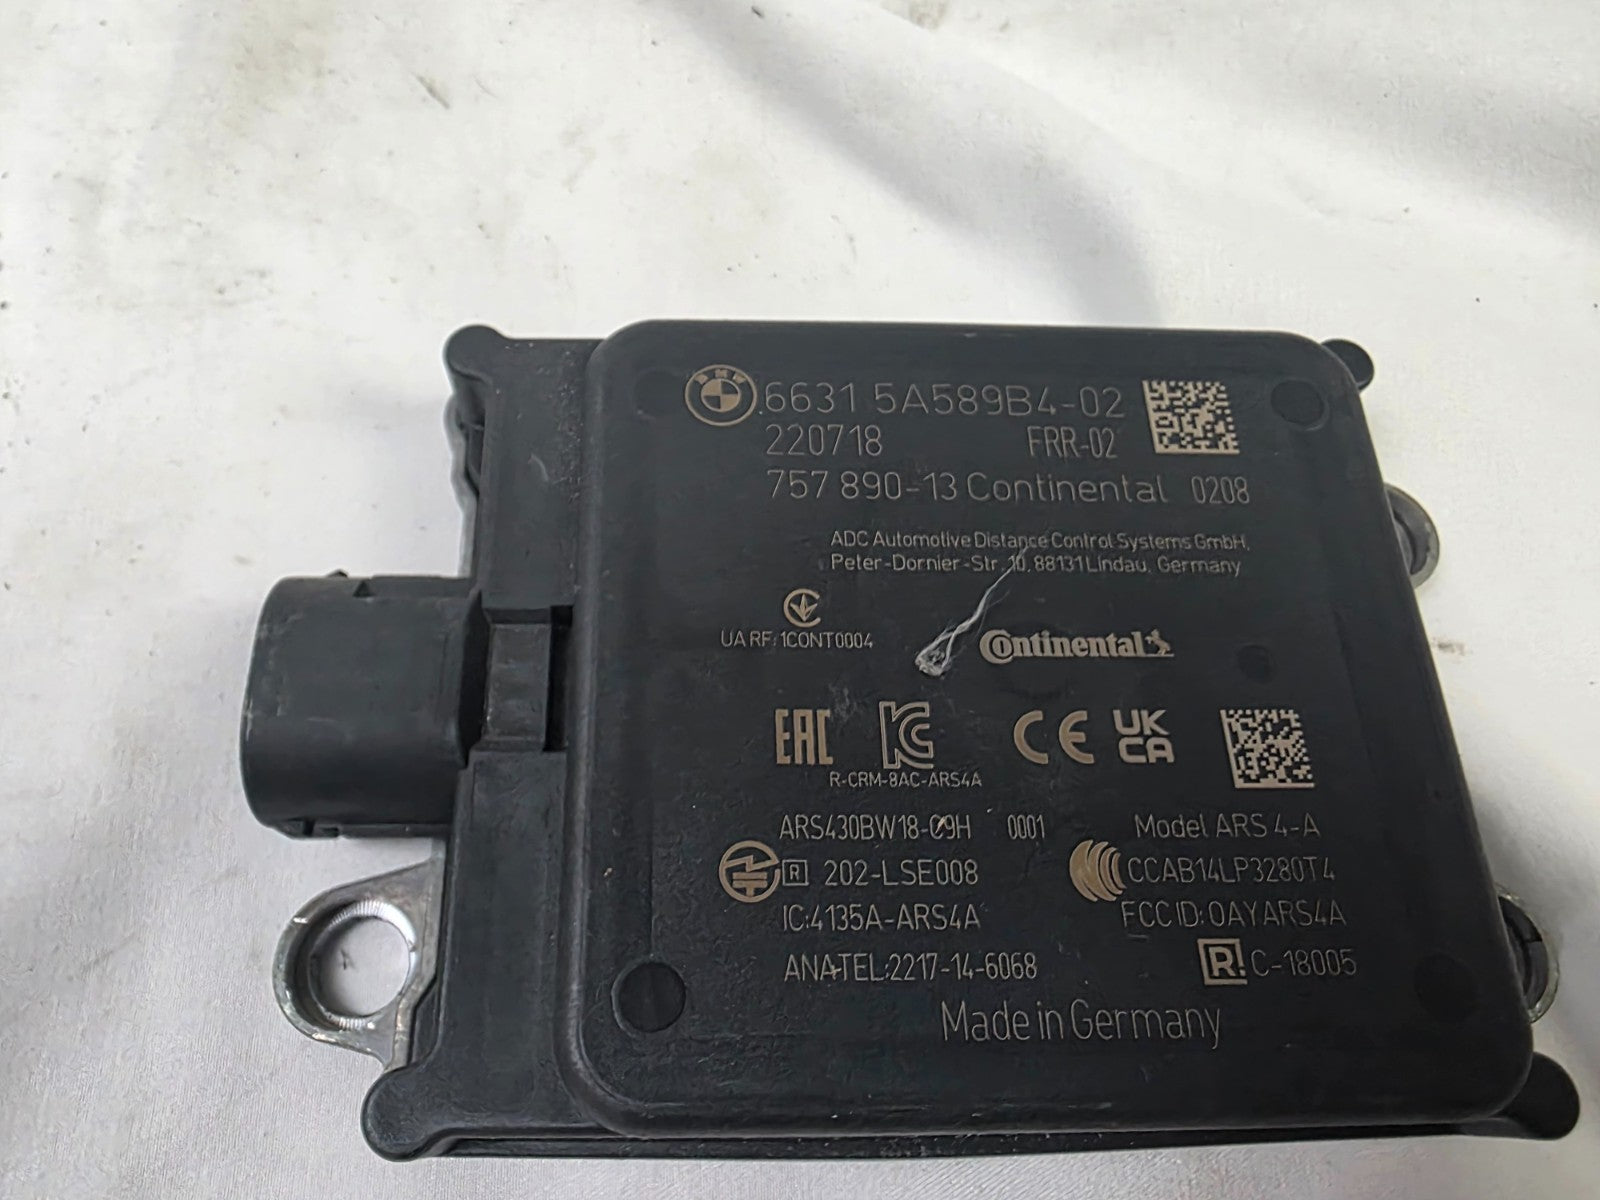 BMW 6631 5A589B4-02
220718 FRR-02
757 890-13 Continental 0208
ADC Automotive Distance Control Systems GmbH,
Peter-Dornier-Str. 10, 88131 Lindau, Germany
UA RF: 1CONT0004
Continental
EAC KC CE UK
CA
R-CRM-8AC-ARS4A
ARS430BW18-09H 0001 Model ARS 4-A
R 202-LSE008 CCAB14LP3280T4
IC:4135A-ARS4A FCC ID: OAYARS4A
ANATEL:2217-14-6068 R! C-18005
Made in Germany